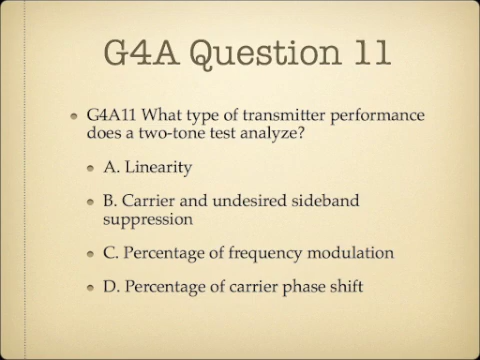 G4A Question 11
G4A11 What type of transmitter performance
does a two-tone test analyze?
A. Linearity
B. Carrier and undesired sideband
suppression
C. Percentage of frequency modulation
D. Percentage of carrier phase shift